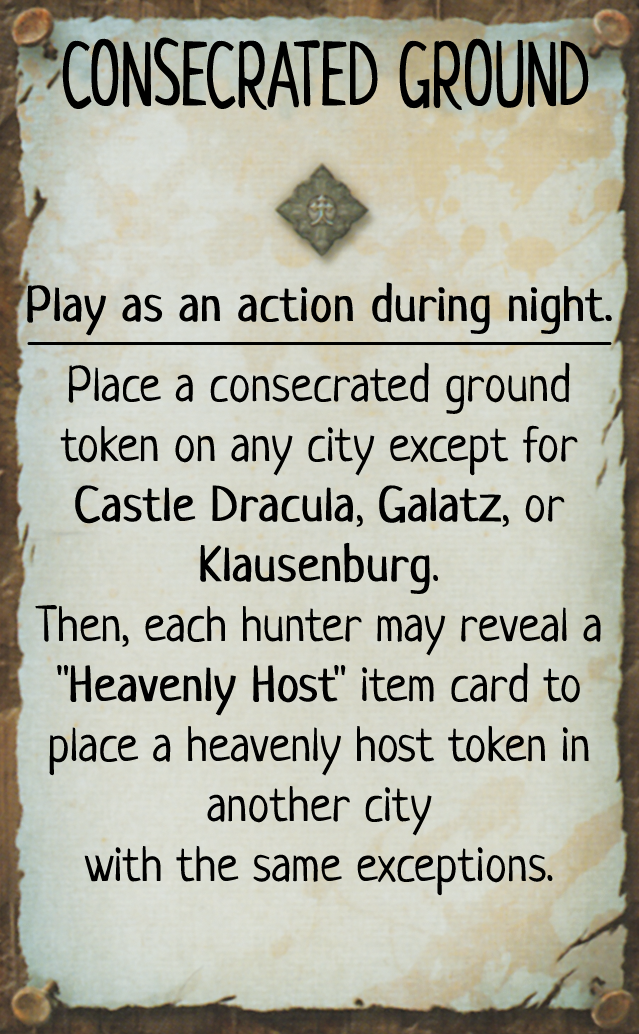 CONSECRATED GROUND
Play as an action during night.
Place a consecrated ground
token on any city except for
Castle Dracula, Galatz, or
Klausenburg.
Then, each hunter may reveal a
"Heavenly Host" item card to
place a heavenly host token in
another city
with the same exceptions.